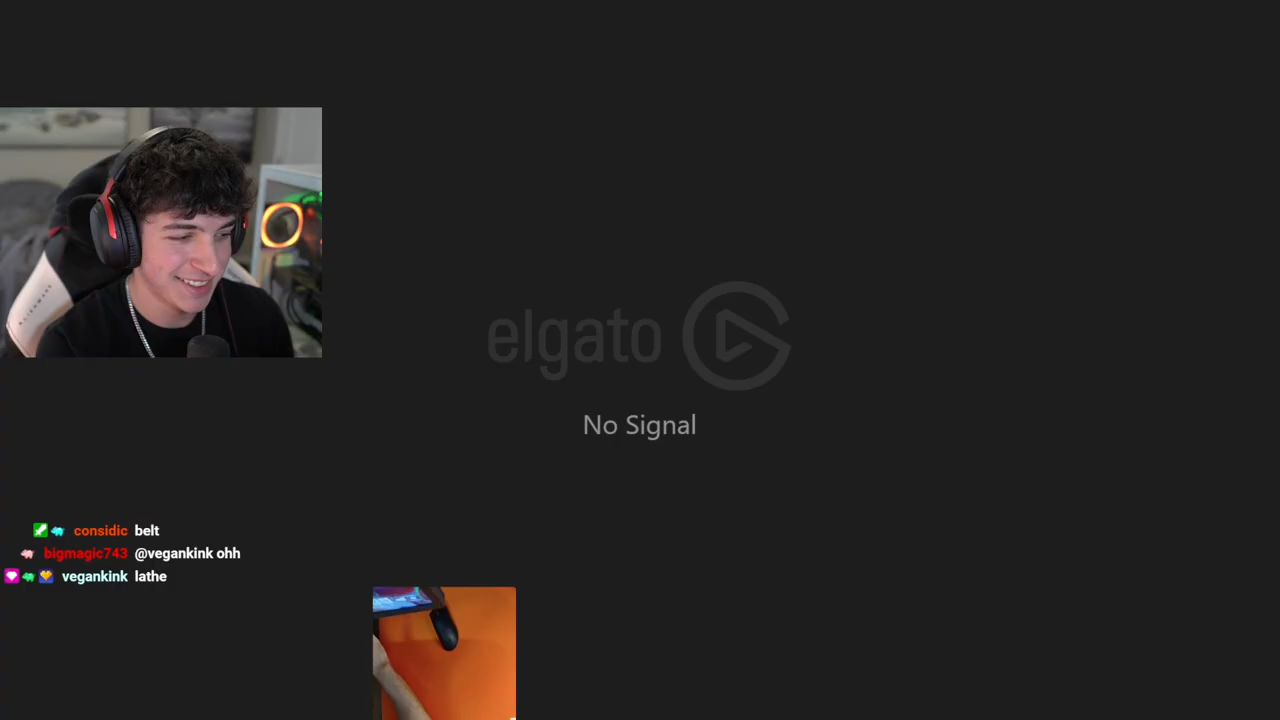 elgato
No Signal
considic belt
bigmagic743 @vegankink ohh
vegankink lathe